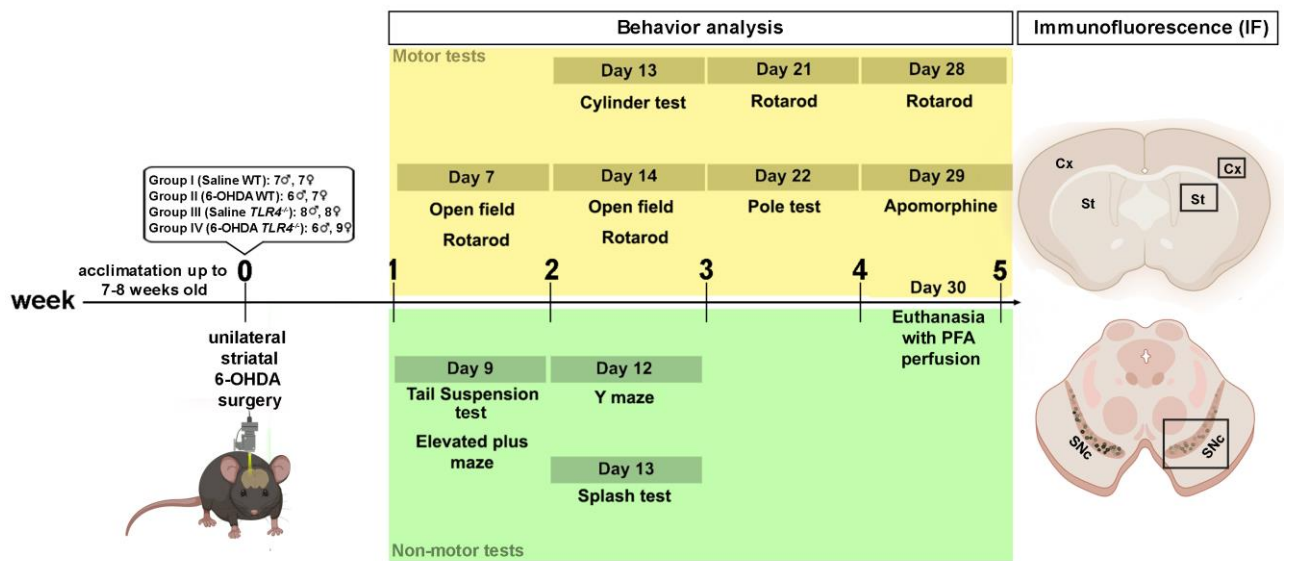 Behavior analysis
Immunofluorescence (IF)
Motor tests
Day 13
Cylinder test
Day 21
Rotarod
Day 28
Rotarod
Group I (Saline WT): 7♂, 7♀
Group II (6-OHDA WT): 6♂, 7♀
Group III (Saline TLR4-/-): 8♂, 8♀
Group IV (6-OHDA TLR4-/-): 6♂, 9♀
Day 7
Open field
Rotarod
Day 14
Open field
Rotarod
Day 22
Pole test
Day 29
Apomorphine
Cx
Cx
St
St
acclimatation up to
7-8 weeks old
week
0
1
2
3
4
5
Day 30
Euthanasia
with PFA
perfusion
unilateral
striatal
6-OHDA
surgery
Day 9
Tail Suspension
test
Elevated plus
maze
Day 12
Y maze
Day 13
Splash test
Non-motor tests
SNc
SNc